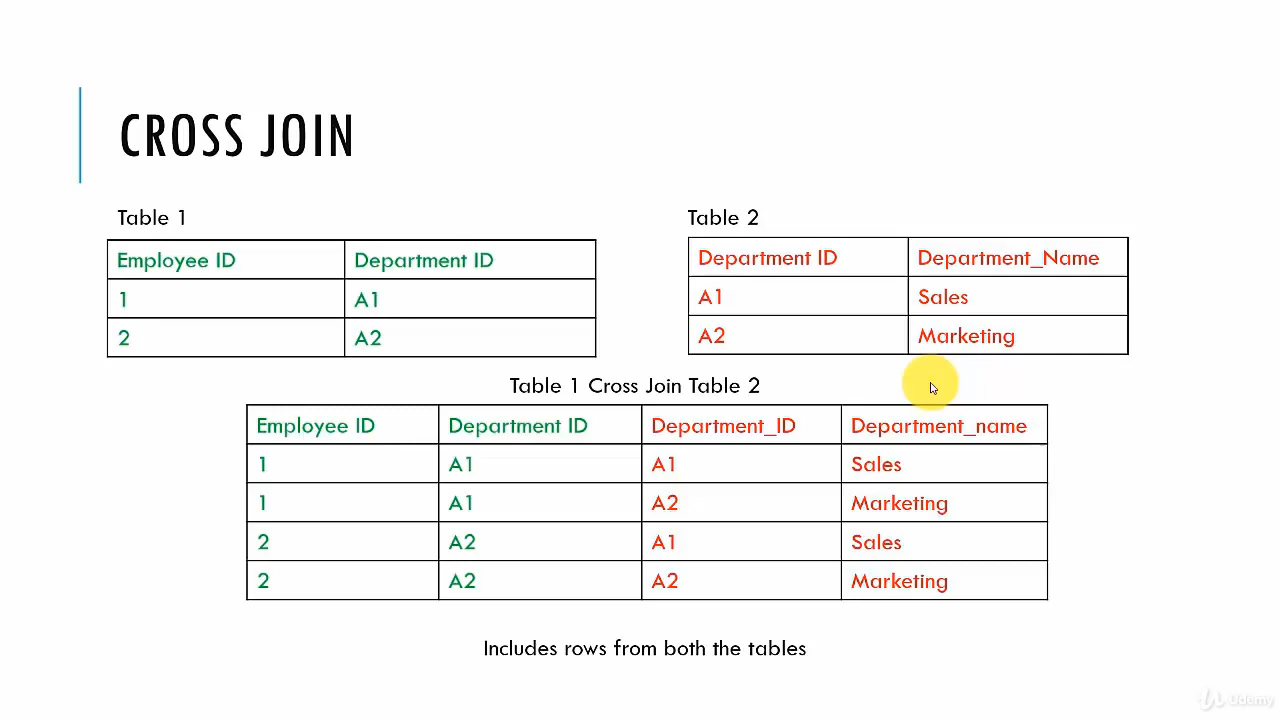 CROSS JOIN
Table 1
Employee ID Department ID
1 A1
2 A2
Table 2
Department ID Department_Name
A1 Sales
A2 Marketing
Table 1 Cross Join Table 2
Employee ID Department ID Department_ID Department_name
1 A1 A1 Sales
1 A1 A2 Marketing
2 A2 A1 Sales
2 A2 A2 Marketing
Includes rows from both the tables
Udemy